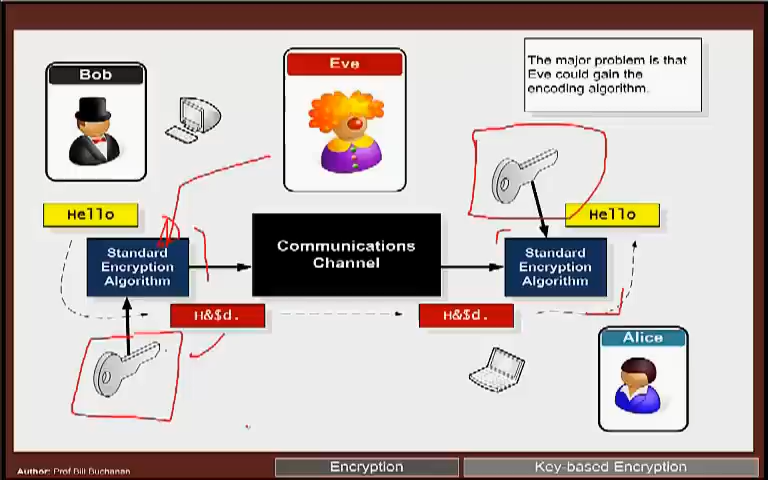 Bob
Eve
The major problem is that
Eve could gain the
encoding algorithm.
Hello
Hello
Standard
Encryption
Algorithm
Communications
Channel
Standard
Encryption
Algorithm
H&$d.
H&$d.
Alice
Author: Prof Bill Buchanan
Encryption
Key-based Encryption